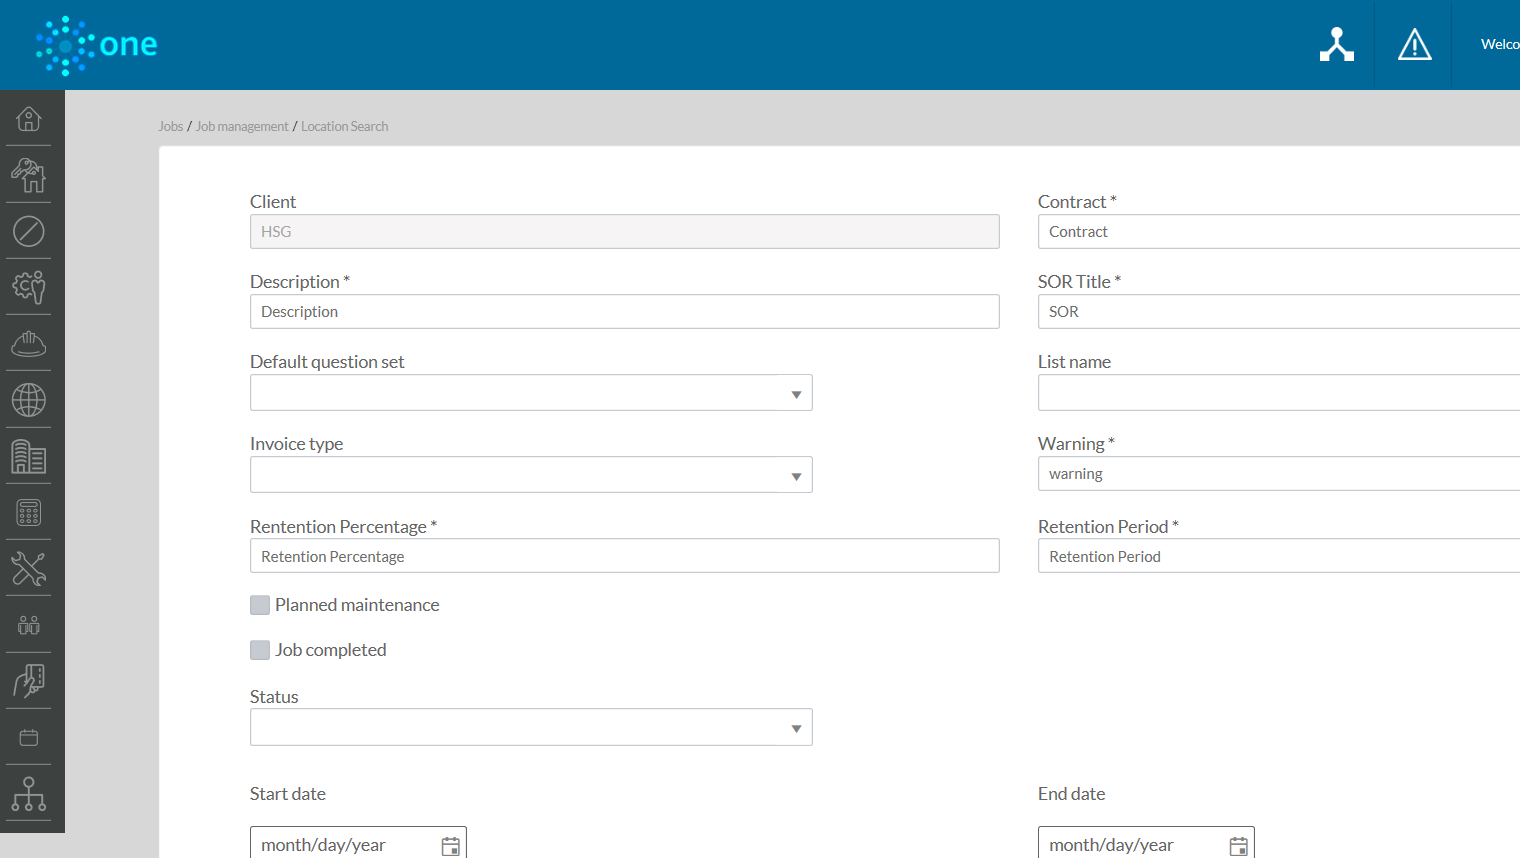 one
Welco
Jobs / Job management / Location Search
Client
Contract *
HSG
Contract
Description *
SOR Title *
Description
SOR
Default question set
List name
Invoice type
Warning *
warning
Rentention Percentage *
Retention Period *
Retention Percentage
Retention Period
Planned maintenance
Job completed
Status
Start date
End date
month/day/year
month/day/year